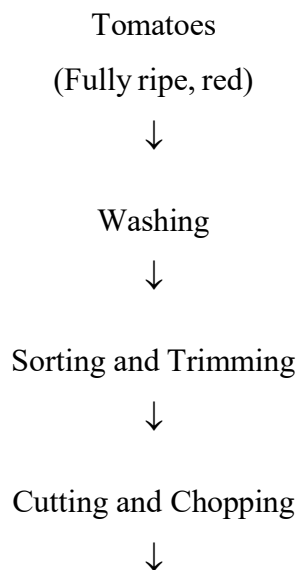 Tomatoes
(Fully ripe, red)
↓
Washing
↓
Sorting and Trimming
↓
Cutting and Chopping
↓